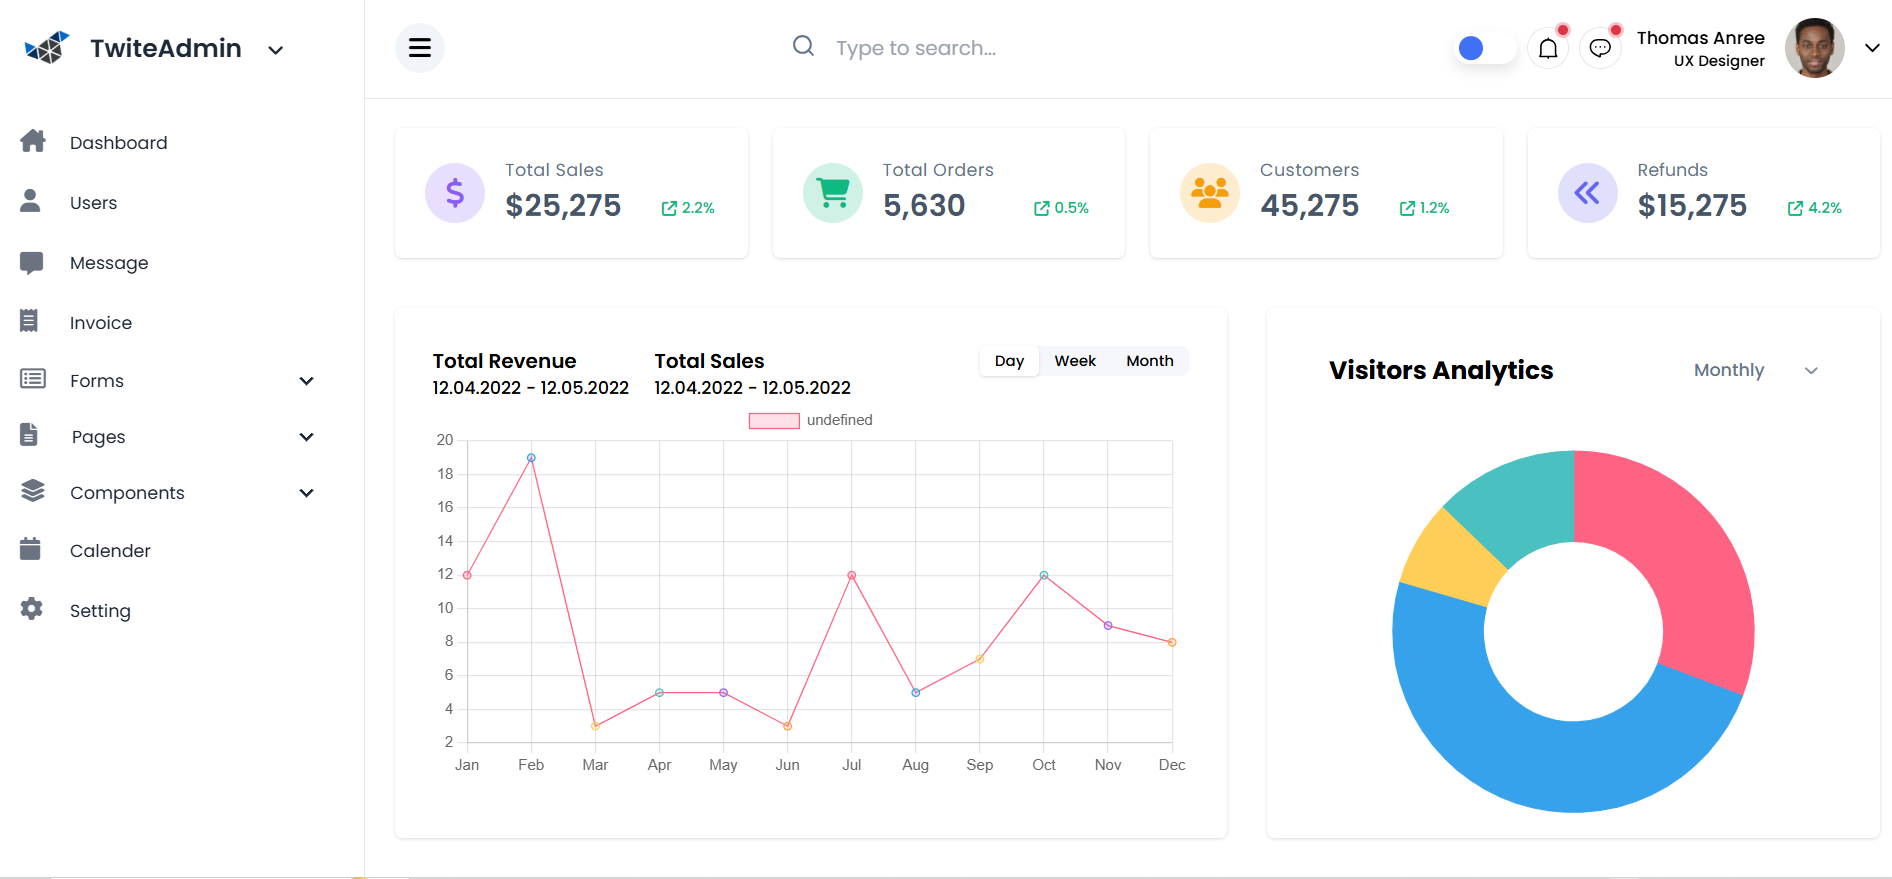 TwiteAdmin
Type to search...
Thomas Anree
UX Designer
Dashboard
Users
Message
Invoice
Forms
Pages
Components
Calender
Setting
Total Sales
$25,275
2.2%
Total Orders
5,630
0.5%
Customers
45,275
1.2%
Refunds
$15,275
4.2%
Total Revenue
12.04.2022 - 12.05.2022
Total Sales
12.04.2022 - 12.05.2022
Day Week Month
undefined
20
18
16
14
12
10
8
6
4
2
Jan Feb Mar Apr May Jun Jul Aug Sep Oct Nov Dec
Visitors Analytics
Monthly